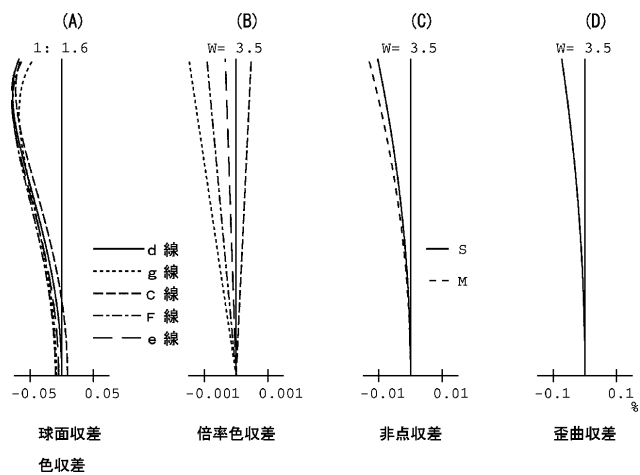 (A) (B) (C) (D)
1: 1.6 W= 3.5 W= 3.5 W= 3.5
d 線
g 線
C 線
F 線
e 線
S
M
-0.05 0.05 -0.001 0.001 -0.01 0.01 -0.1 0.1
%
球面収差 倍率色収差 非点収差 歪曲収差
色収差